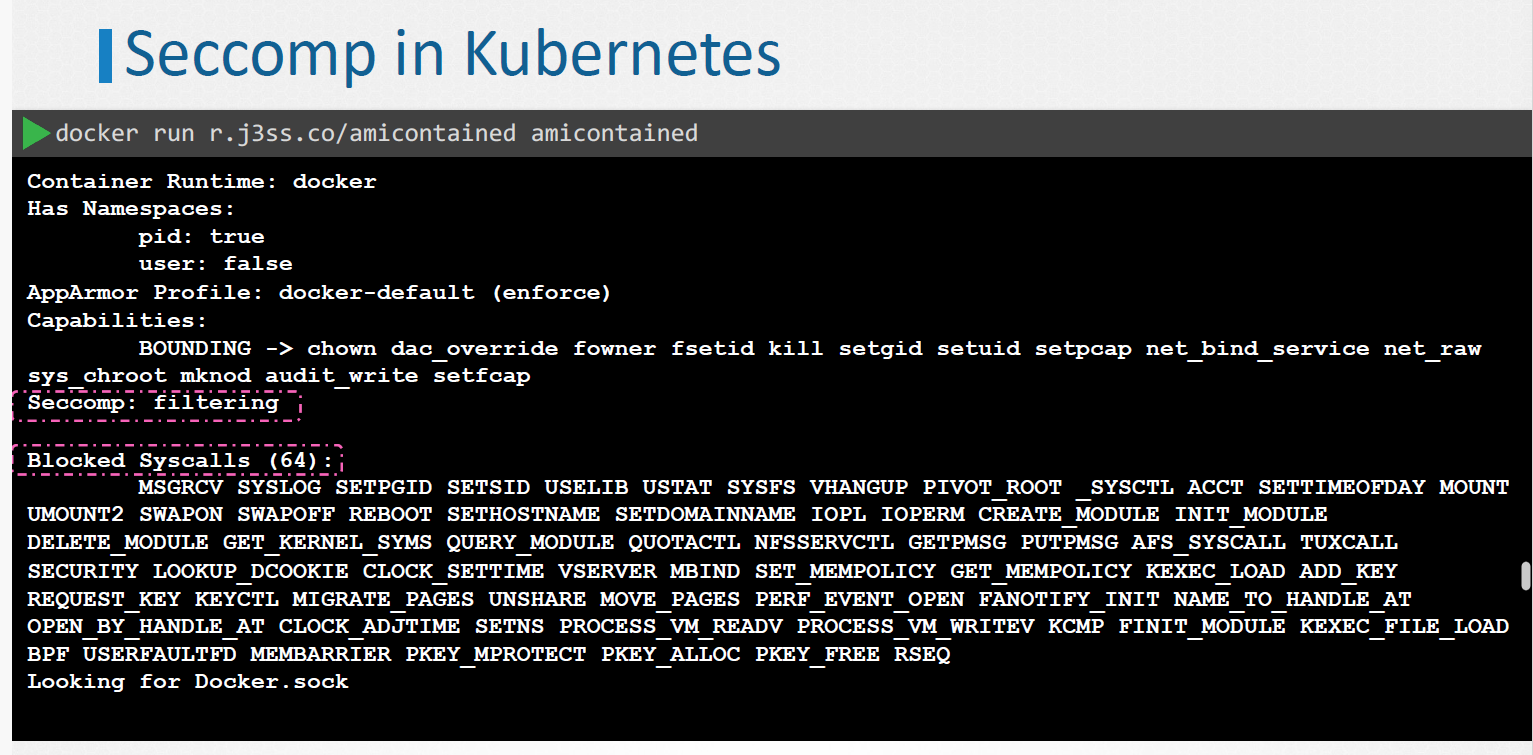 Seccomp in Kubernetes
docker run r.j3ss.co/amicontained amicontained
Container Runtime: docker
Has Namespaces:
pid: true
user: false
AppArmor Profile: docker-default (enforce)
Capabilities:
BOUNDING -> chown dac_override fowner fsetid kill setgid setuid setpcap net_bind_service net_raw
sys_chroot mknod audit_write setfcap
Seccomp: filtering
Blocked Syscalls (64):
MSGRCV SYSLOG SETPGID SETSID USELIB USTAT SYSFS VHANGUP PIVOT_ROOT _SYSCTL ACCT SETTIMEOFDAY MOUNT
UMOUNT2 SWAPON SWAPOFF REBOOT SETHOSTNAME SETDOMAINNAME IOPL IOPERM CREATE_MODULE INIT_MODULE
DELETE_MODULE GET_KERNEL_SYMS QUERY_MODULE QUOTACTL NFSSERVCTL GETPMSG PUTPMSG AFS_SYSCALL TUXCALL
SECURITY LOOKUP_DCOOKIE CLOCK_SETTIME VSERVER MBIND SET_MEMPOLICY GET_MEMPOLICY KEXEC_LOAD ADD_KEY
REQUEST_KEY KEYCTL MIGRATE_PAGES UNSHARE MOVE_PAGES PERF_EVENT_OPEN FANOTIFY_INIT NAME_TO_HANDLE_AT
OPEN_BY_HANDLE_AT CLOCK_ADJTIME SETNS PROCESS_VM_READV PROCESS_VM_WRITEV KCMP FINIT_MODULE KEXEC_FILE_LOAD
BPF USERFAULTFD MEMBARRIER PKEY_MPROTECT PKEY_ALLOC PKEY_FREE RSEQ
Looking for Docker.sock